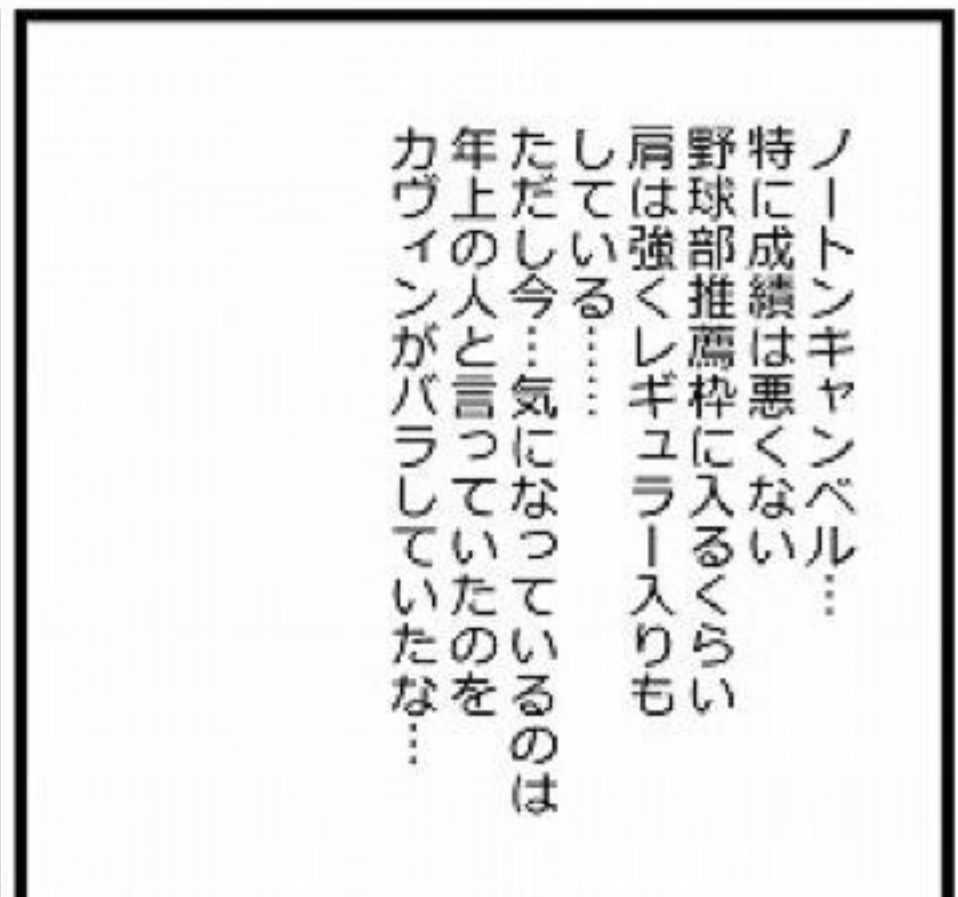 ノートンキャンベル…
特に成績は悪くない
野球部推薦枠に入るくらい
肩は強くレギュラー入りも
している……
ただし今…気になっているのは
年上の人と言っていたのを
カヴィンがバラしていたな…